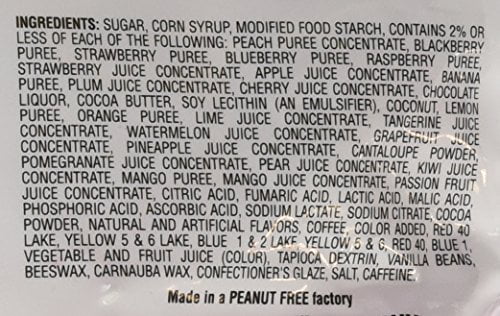 INGREDIENTS: SUGAR, CORN SYRUP, MODIFIED FOOD STARCH, CONTAINS 2% OR
LESS OF EACH OF THE FOLLOWING: PEACH PUREE CONCENTRATE, BLACKBERRY
PUREE, STRAWBERRY PUREE, BLUEBERRY PUREE, RASPBERRY PUREE,
STRAWBERRY JUICE CONCENTRATE, APPLE JUICE CONCENTRATE, BANANA
PUREE, PLUM JUICE CONCENTRATE, CHERRY JUICE CONCENTRATE, CHOCOLATE
LIQUOR, COCOA BUTTER, SOY LECITHIN (AN EMULSIFIER), COCONUT, LEMON
PUREE, ORANGE PUREE, LIME JUICE CONCENTRATE, TANGERINE JUICE
CONCENTRATE, WATERMELON JUICE CONCENTRATE, GRAPEFRUIT JUICE
CONCENTRATE, PINEAPPLE JUICE CONCENTRATE, CANTALOUPE POWDER,
POMEGRANATE JUICE CONCENTRATE, PEAR JUICE CONCENTRATE, KIWI JUICE
CONCENTRATE, MANGO PUREE, MANGO JUICE CONCENTRATE, PASSION FRUIT
JUICE CONCENTRATE, CITRIC ACID, FUMARIC ACID, LACTIC ACID, MALIC ACID,
PHOSPHORIC ACID, ASCORBIC ACID, SODIUM LACTATE, SODIUM CITRATE, COCOA
POWDER, NATURAL AND ARTIFICIAL FLAVORS, COFFEE, COLOR ADDED, RED 40
LAKE, YELLOW 5 & 6 LAKE, BLUE 1 & 2 LAKE, YELLOW 5 & 6, RED 40, BLUE 1,
VEGETABLE AND FRUIT JUICE (COLOR), TAPIOCA DEXTRIN, VANILLA BEANS,
BEESWAX, CARNAUBA WAX, CONFECTIONER'S GLAZE, SALT, CAFFEINE.
Made in a PEANUT FREE factory